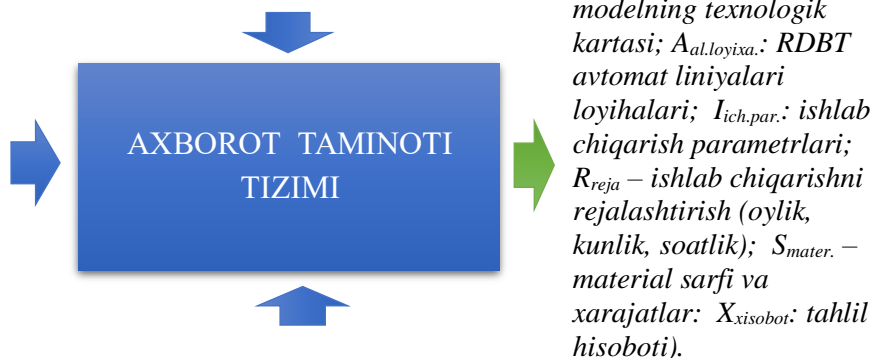 AXBOROT TAMINOTI
TIZIMI
modelning texnologik
kartasi; Aal.loyixa.: RDBT
avtomat liniyalari
loyihalari; Iich.par.: ishlab
chiqarish parametrlari;
Rreja – ishlab chiqarishni
rejalashtirish (oylik,
kunlik, soatlik); Smater. –
material sarfi va
xarajatlar: Xxisobot: tahlil
hisoboti).